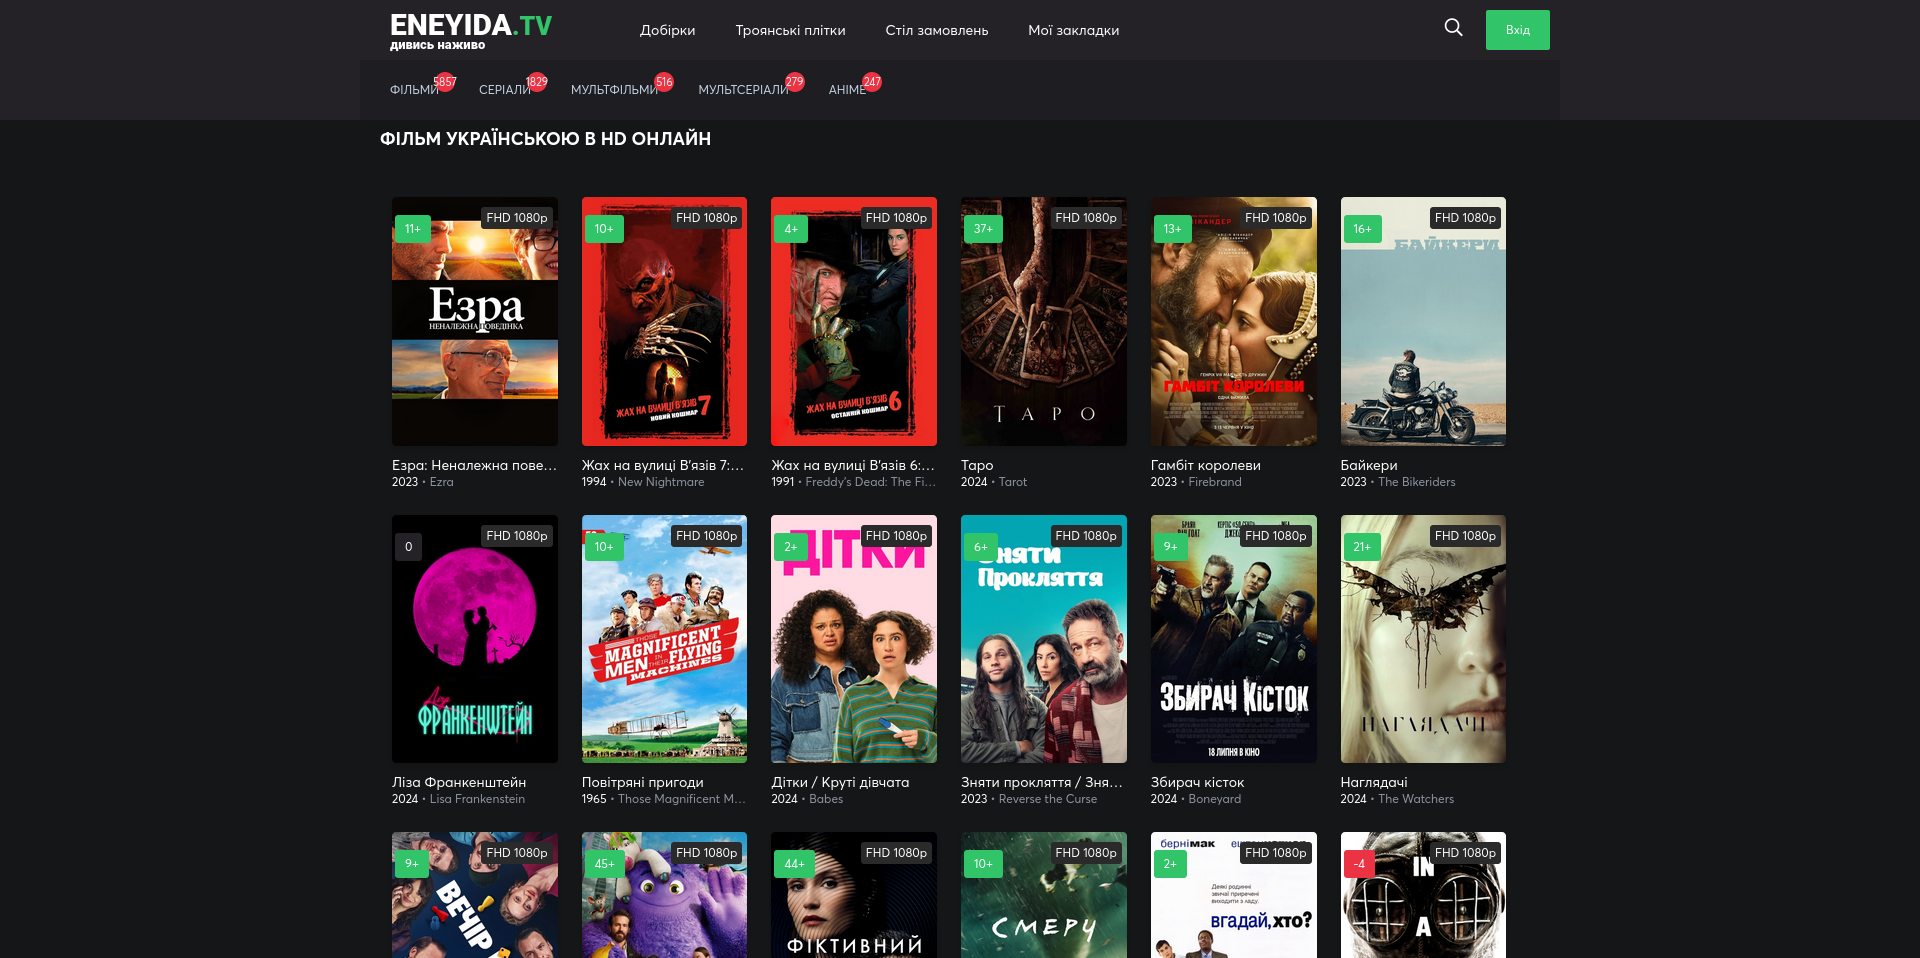 ENEYIDA.TV
дивись наживо
Добірки
Троянські плітки
Стіл замовлень
Мої закладки
Вхід
ФІЛЬМИ 5857
СЕРІАЛИ 1829
МУЛЬТФІЛЬМИ 516
МУЛЬТСЕРІАЛИ 279
АНІМЕ 247
ФІЛЬМ УКРАЇНСЬКОЮ В HD ОНЛАЙН
11+
FHD 1080p
Езра
НЕНАЛЕЖНА ПОВЕДІНКА
Езра: Неналежна пове…
2023 • Ezra
10+
FHD 1080p
ЖАХ НА ВУЛИЦІ В'ЯЗІВ 7
НОВИЙ КОШМАР
Жах на вулиці В'язів 7:…
1994 • New Nightmare
4+
FHD 1080p
ЖАХ НА ВУЛИЦІ В'ЯЗІВ 6
ОСТАННІЙ КОШМАР
Жах на вулиці В'язів 6:…
1991 • Freddy's Dead: The Fi…
37+
FHD 1080p
ТАРО
Таро
2024 • Tarot
13+
FHD 1080p
ГАМБІТ КОРОЛЕВИ
ОДНА ВИЖИЛА
Гамбіт королеви
2023 • Firebrand
16+
FHD 1080p
БАЙКЕРИ
Байкери
2023 • The Bikeriders
0
FHD 1080p
Ліза
ФРАНКЕНШТЕЙН
Ліза Франкенштейн
2024 • Lisa Frankenstein
10+
FHD 1080p
THOSE
MAGNIFICENT
MEN IN THEIR FLYING
MACHINES
Повітряні пригоди
1965 • Those Magnificent M…
2+
FHD 1080p
ДІТКИ
Дітки / Круті дівчата
2024 • Babes
6+
FHD 1080p
Зняти
Прокляття
Зняти прокляття / Зня…
2023 • Reverse the Curse
9+
FHD 1080p
ЗБИРАЧ КІСТОК
18 ЛИПНЯ В КІНО
Збирач кісток
2024 • Boneyard
21+
FHD 1080p
НАГЛЯДАЧІ
Наглядачі
2024 • The Watchers
9+
FHD 1080p
ВЕЧІР
45+
FHD 1080p
44+
FHD 1080p
ФІКТИВНИЙ
10+
FHD 1080p
СМЕРЧ
2+
FHD 1080p
берніМак
Деякі родинні
звичаї приречені
виходити з ладу.
вгадай, хто?
-4
FHD 1080p
IN
A